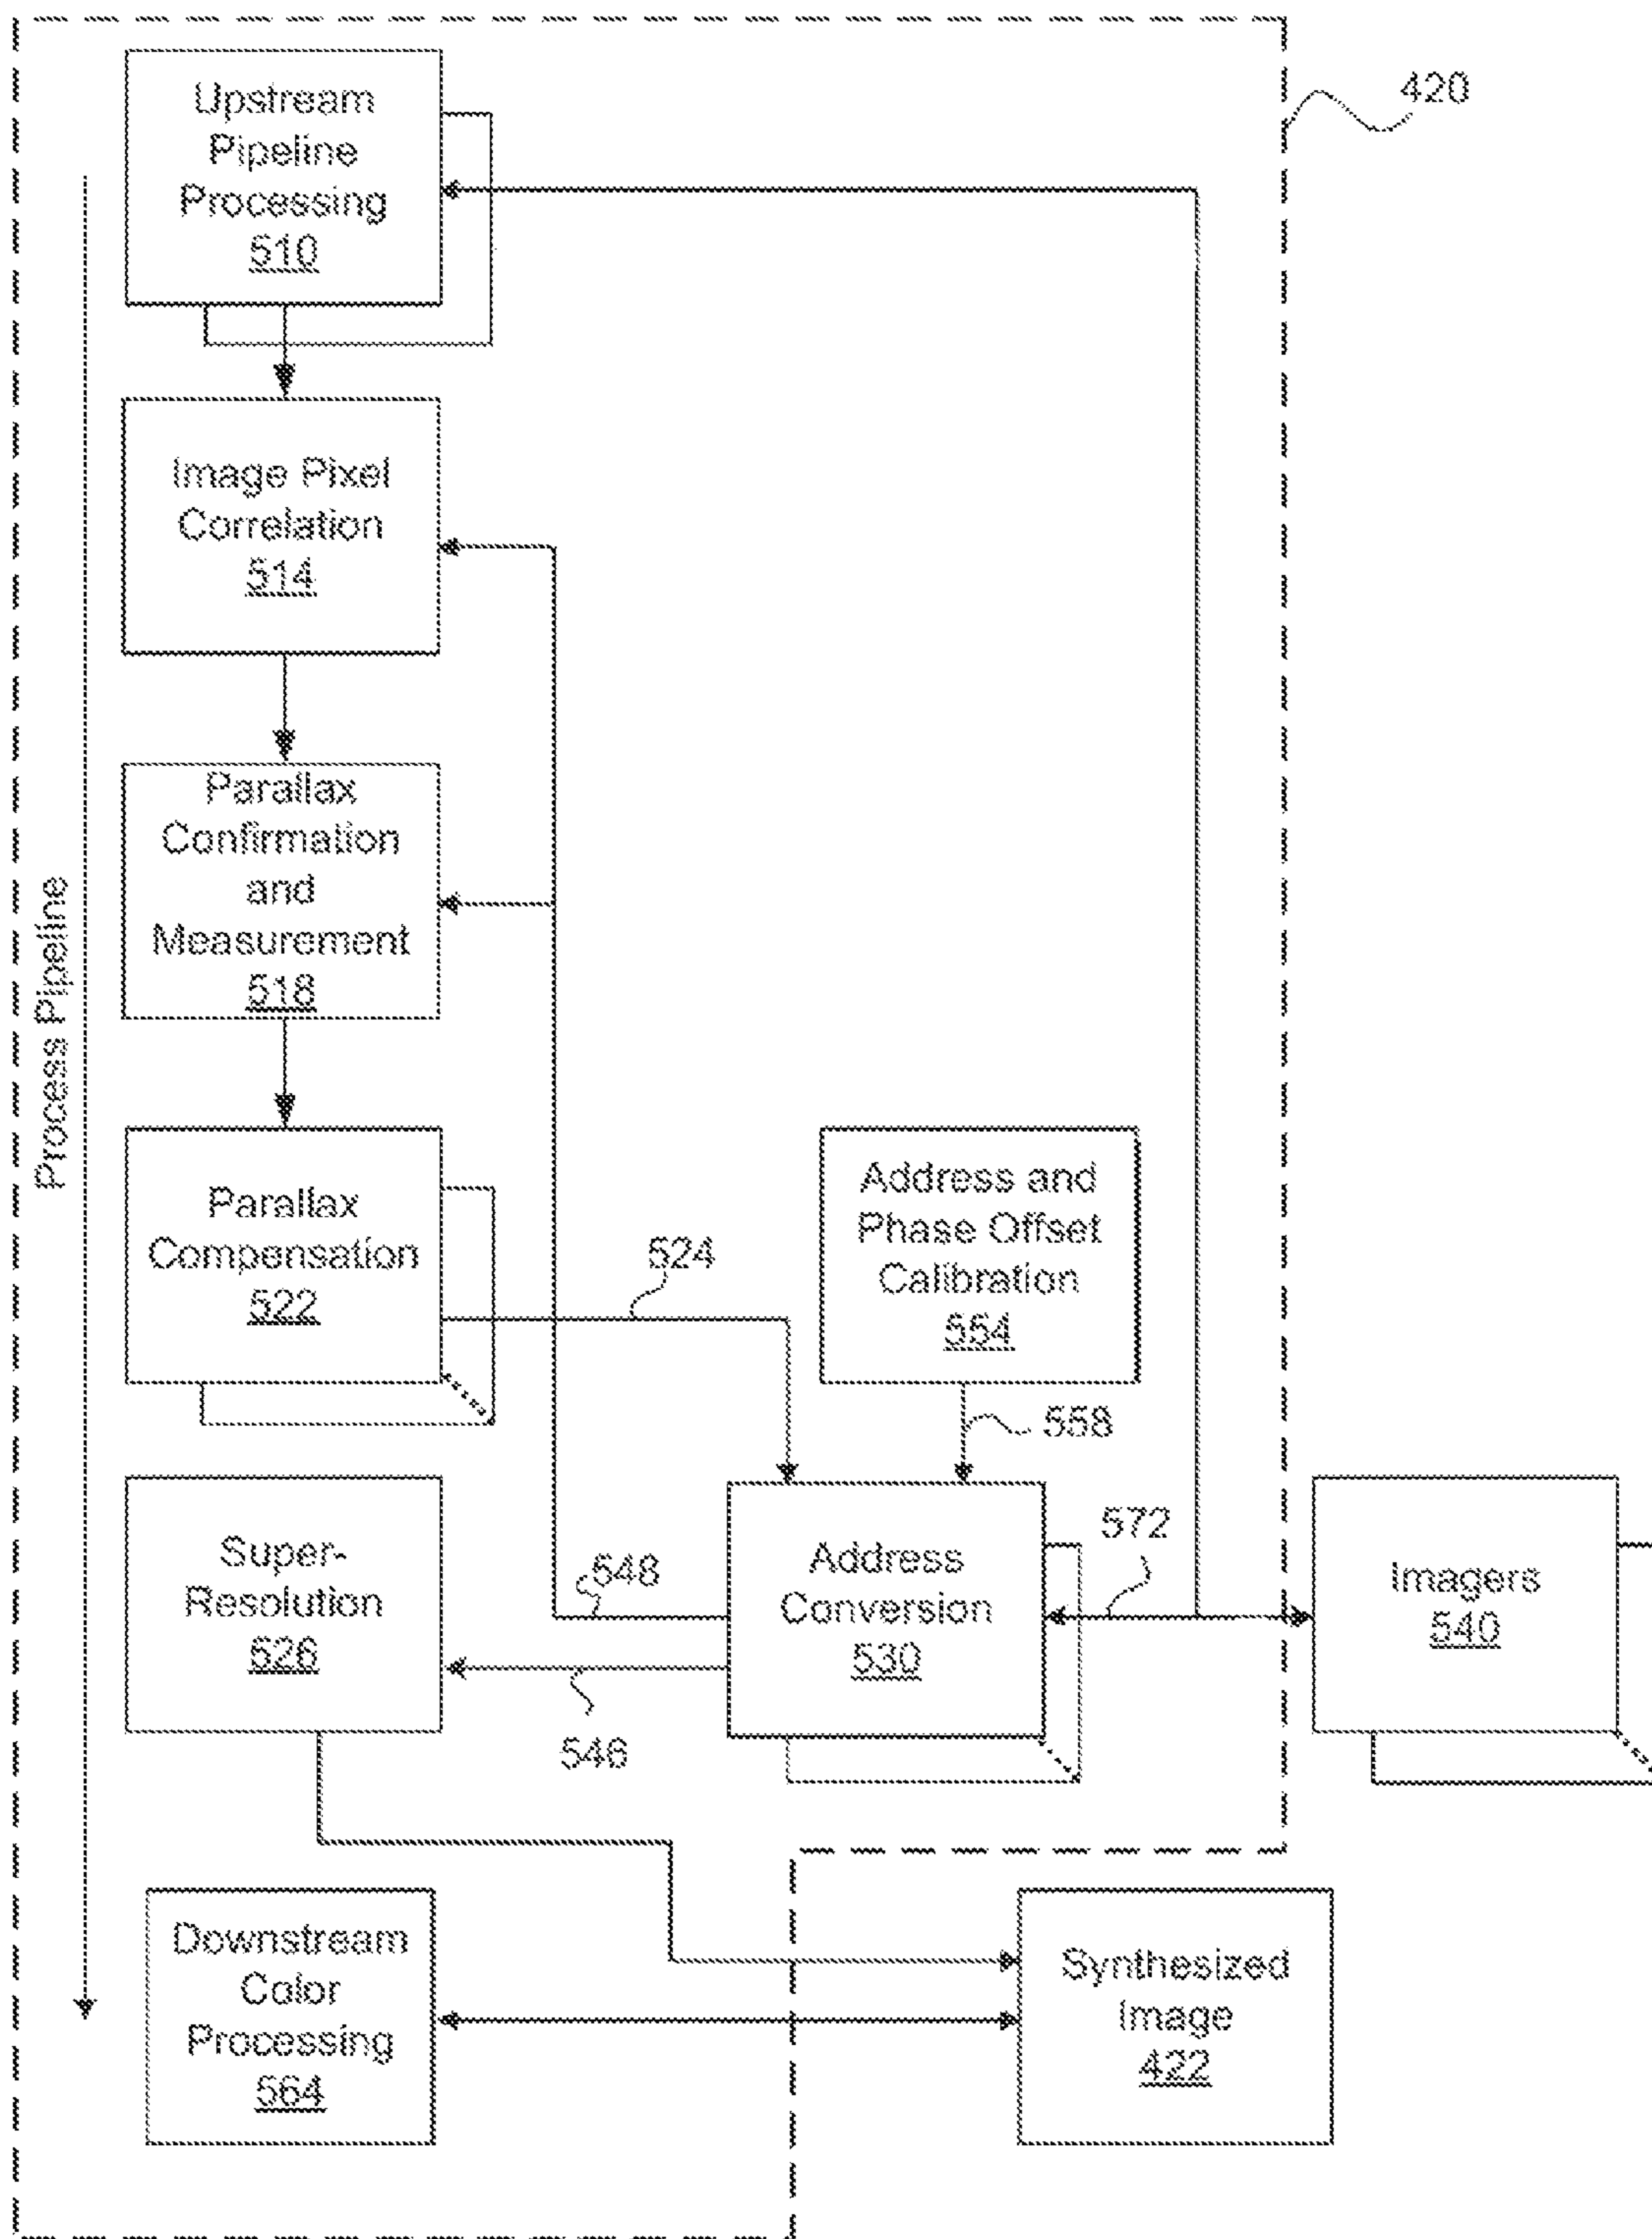 420
Upstream
Pipeline
Processing
510
Image Pixel
Correlation
514
Parallax
Confirmation
and
Measurement
518
Process Pipeline
Parallax
Compensation
522
524
Address and
Phase Offset
Calibration
554
558
Super-
Resolution
526
548
546
Address
Conversion
530
572
Imagers
540
Downstream
Color
Processing
564
Synthesized
Image
422